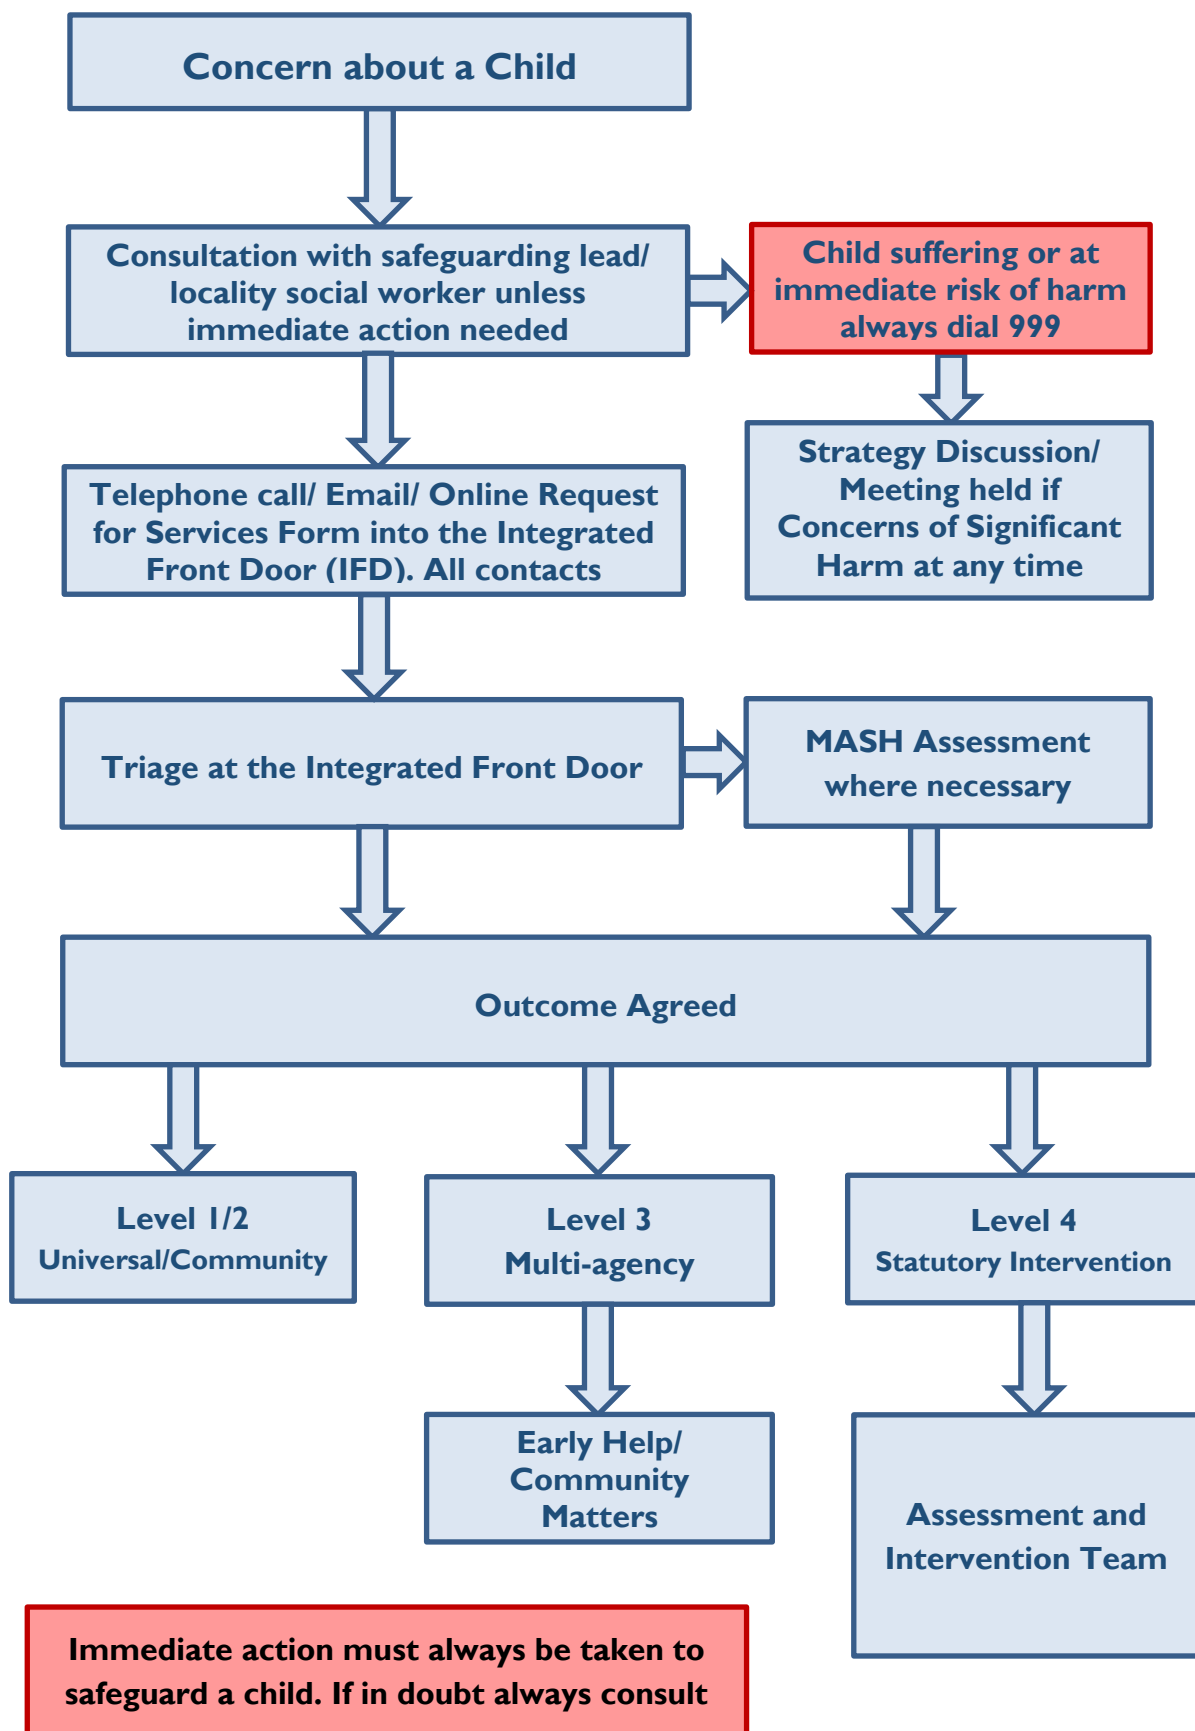 Concern about a Child
Consultation with safeguarding lead/
locality social worker unless
immediate action needed
Child suffering or at
immediate risk of harm
always dial 999
Telephone call/ Email/ Online Request
for Services Form into the Integrated
Front Door (IFD). All contacts
Strategy Discussion/
Meeting held if
Concerns of Significant
Harm at any time
Triage at the Integrated Front Door
MASH Assessment
where necessary
Outcome Agreed
Level 1/2
Universal/Community
Level 3
Multi-agency
Level 4
Statutory Intervention
Early Help/
Community
Matters
Assessment and
Intervention Team
Immediate action must always be taken to
safeguard a child. If in doubt always consult